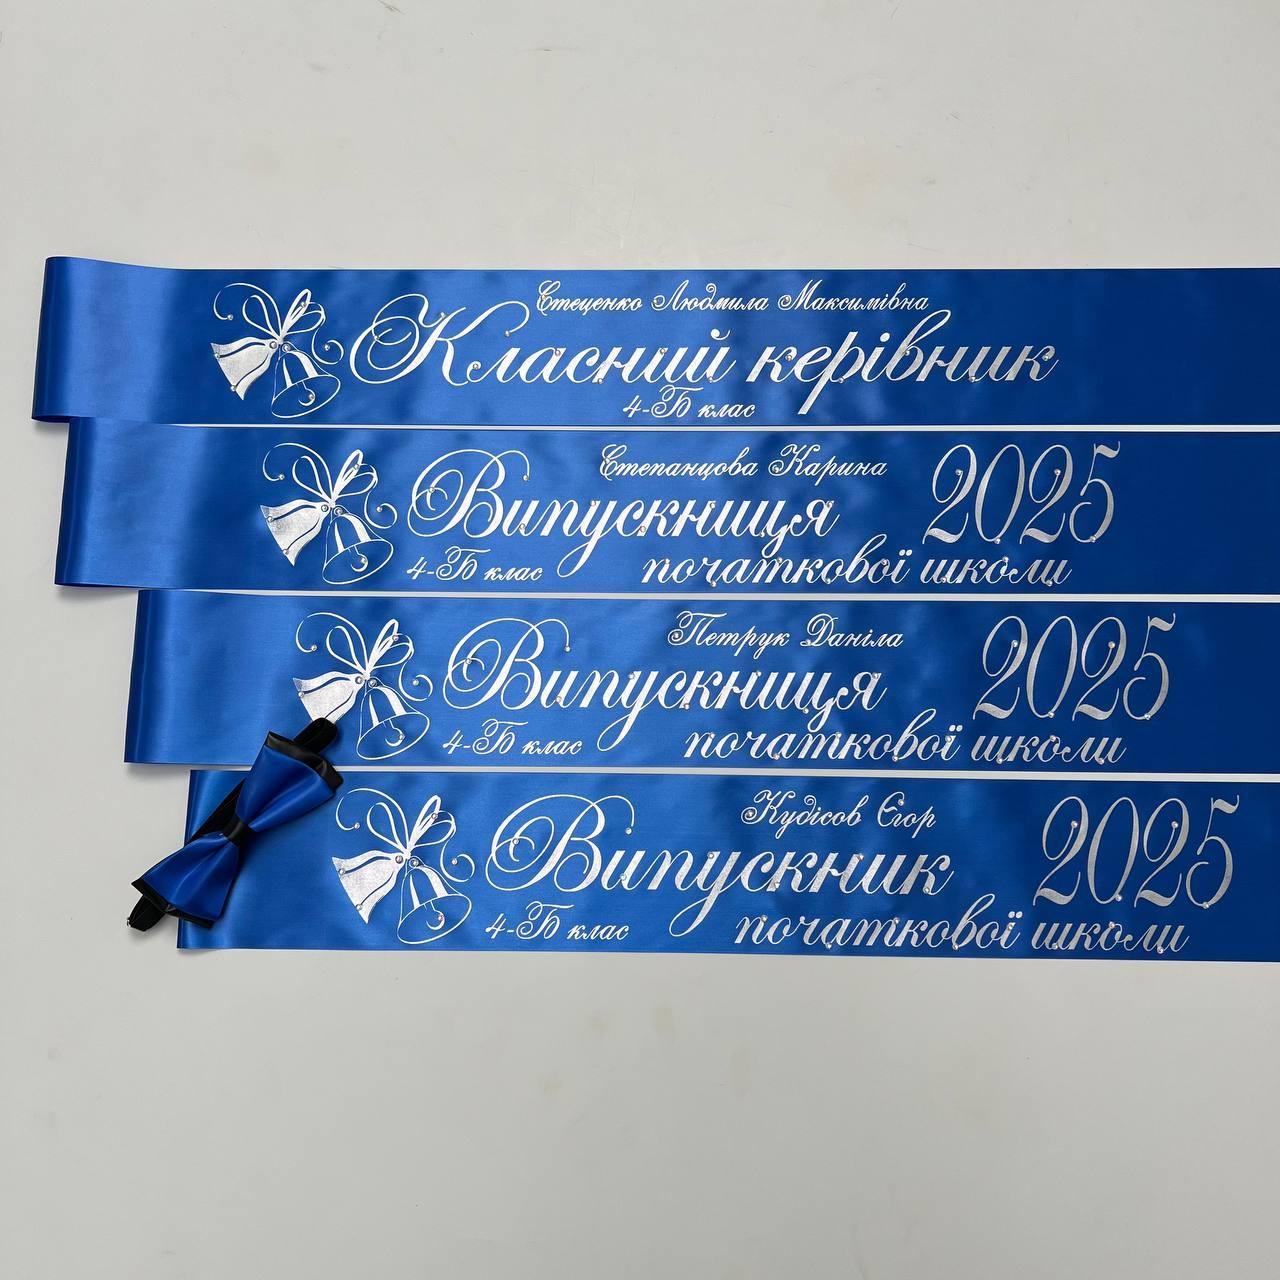 Стеценко Людмила Максимівна
Класний керівник
4-Б клас
Степанцова Карина
Випускниця 2025
4-Б клас початкової школи
Петрук Даніла
Випускниця 2025
4-Б клас початкової школи
Кудісов Єгор
Випускник 2025
4-Б клас початкової школи